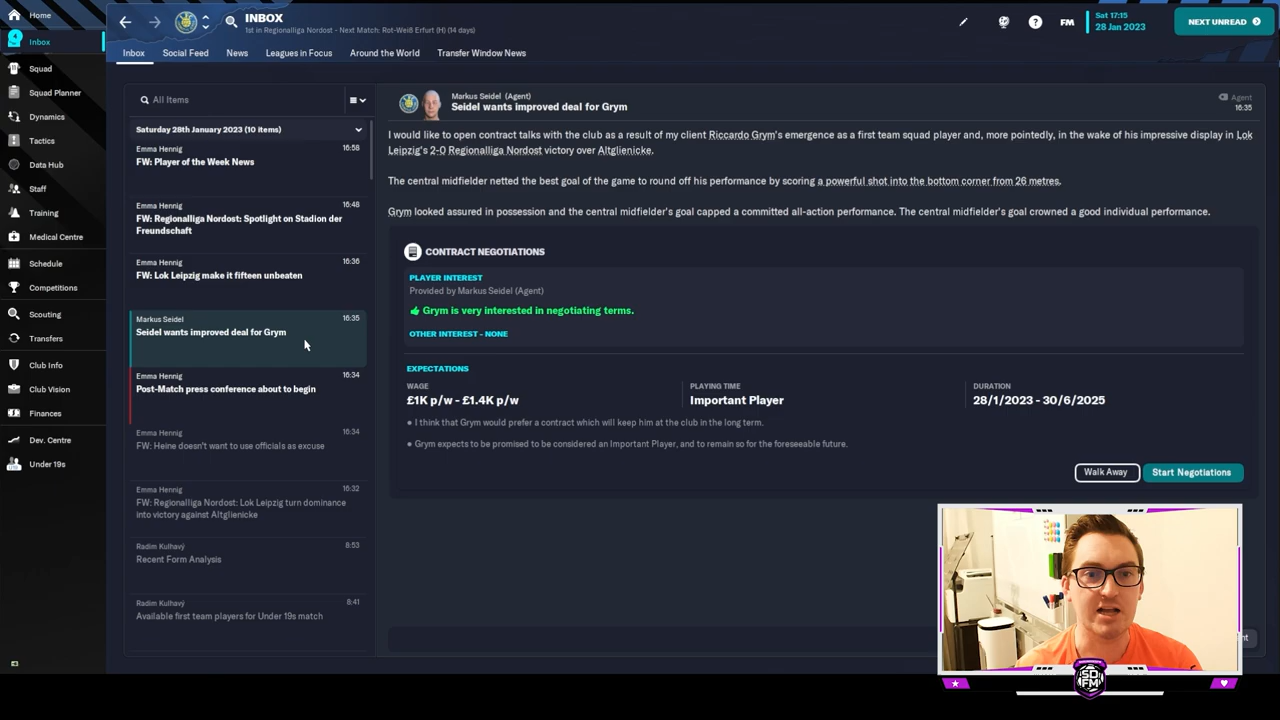 Home
4
Inbox
Squad
Squad Planner
Dynamics
Tactics
Data Hub
Staff
Training
Medical Centre
Schedule
Competitions
Scouting
Transfers
Club Info
Club Vision
Finances
Dev. Centre
Under 19s
INBOX
1st in Regionalliga Nordost - Next Match: Rot-Weiß Erfurt (H) (14 days)
FM
Sat 17:15
28 Jan 2023
NEXT UNREAD
Inbox Social Feed News Leagues in Focus Around the World Transfer Window News
All Items
Saturday 28th January 2023 (10 items)
Emma Hennig 16:58
FW: Player of the Week News
Emma Hennig 16:48
FW: Regionalliga Nordost: Spotlight on Stadion der
Freundschaft
Emma Hennig 16:36
FW: Lok Leipzig make it fifteen unbeaten
Markus Seidel 16:35
Seidel wants improved deal for Grym
Emma Hennig 16:34
Post-Match press conference about to begin
Emma Hennig 16:34
FW: Heine doesn't want to use officials as excuse
Emma Hennig 16:32
FW: Regionalliga Nordost: Lok Leipzig turn dominance
into victory against Altglienicke
Radim Kulhavý 8:53
Recent Form Analysis
Radim Kulhavý 8:41
Available first team players for Under 19s match
Markus Seidel (Agent)
Seidel wants improved deal for Grym
Agent
16:35
I would like to open contract talks with the club as a result of my client Riccardo Grym's emergence as a first team squad player and, more pointedly, in the wake of his impressive display in Lok
Leipzig's 2-0 Regionalliga Nordost victory over Altglienicke.
The central midfielder netted the best goal of the game to round off his performance by scoring a powerful shot into the bottom corner from 26 metres.
Grym looked assured in possession and the central midfielder's goal capped a committed all-action performance. The central midfielder's goal crowned a good individual performance.
CONTRACT NEGOTIATIONS
PLAYER INTEREST
Provided by Markus Seidel (Agent)
Grym is very interested in negotiating terms.
OTHER INTEREST - NONE
EXPECTATIONS
WAGE PLAYING TIME DURATION
£1K p/w - £1.4K p/w Important Player 28/1/2023 - 30/6/2025
● I think that Grym would prefer a contract which will keep him at the club in the long term.
● Grym expects to be promised to be considered an Important Player, and to remain so for the foreseeable future.
Walk Away Start Negotiations